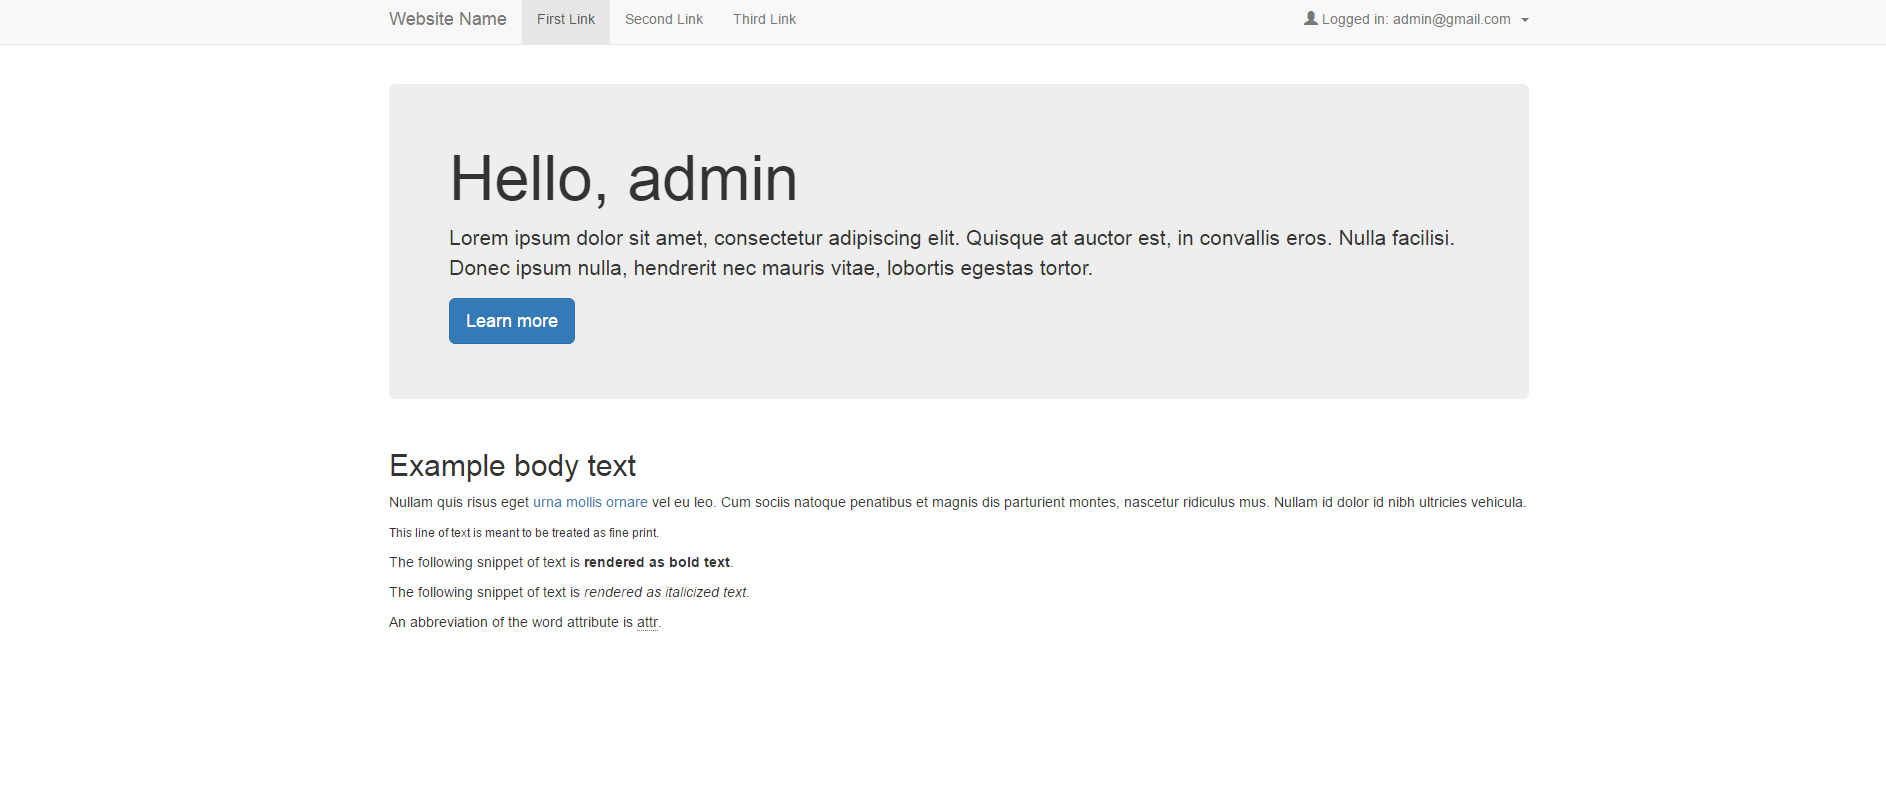 Website Name First Link Second Link Third Link Logged in: admin@gmail.com
Hello, admin
Lorem ipsum dolor sit amet, consectetur adipiscing elit. Quisque at auctor est, in convallis eros. Nulla facilisi.
Donec ipsum nulla, hendrerit nec mauris vitae, lobortis egestas tortor.
Learn more
Example body text
Nullam quis risus eget urna mollis ornare vel eu leo. Cum sociis natoque penatibus et magnis dis parturient montes, nascetur ridiculus mus. Nullam id dolor id nibh ultricies vehicula.
This line of text is meant to be treated as fine print.
The following snippet of text is rendered as bold text.
The following snippet of text is rendered as italicized text.
An abbreviation of the word attribute is attr.